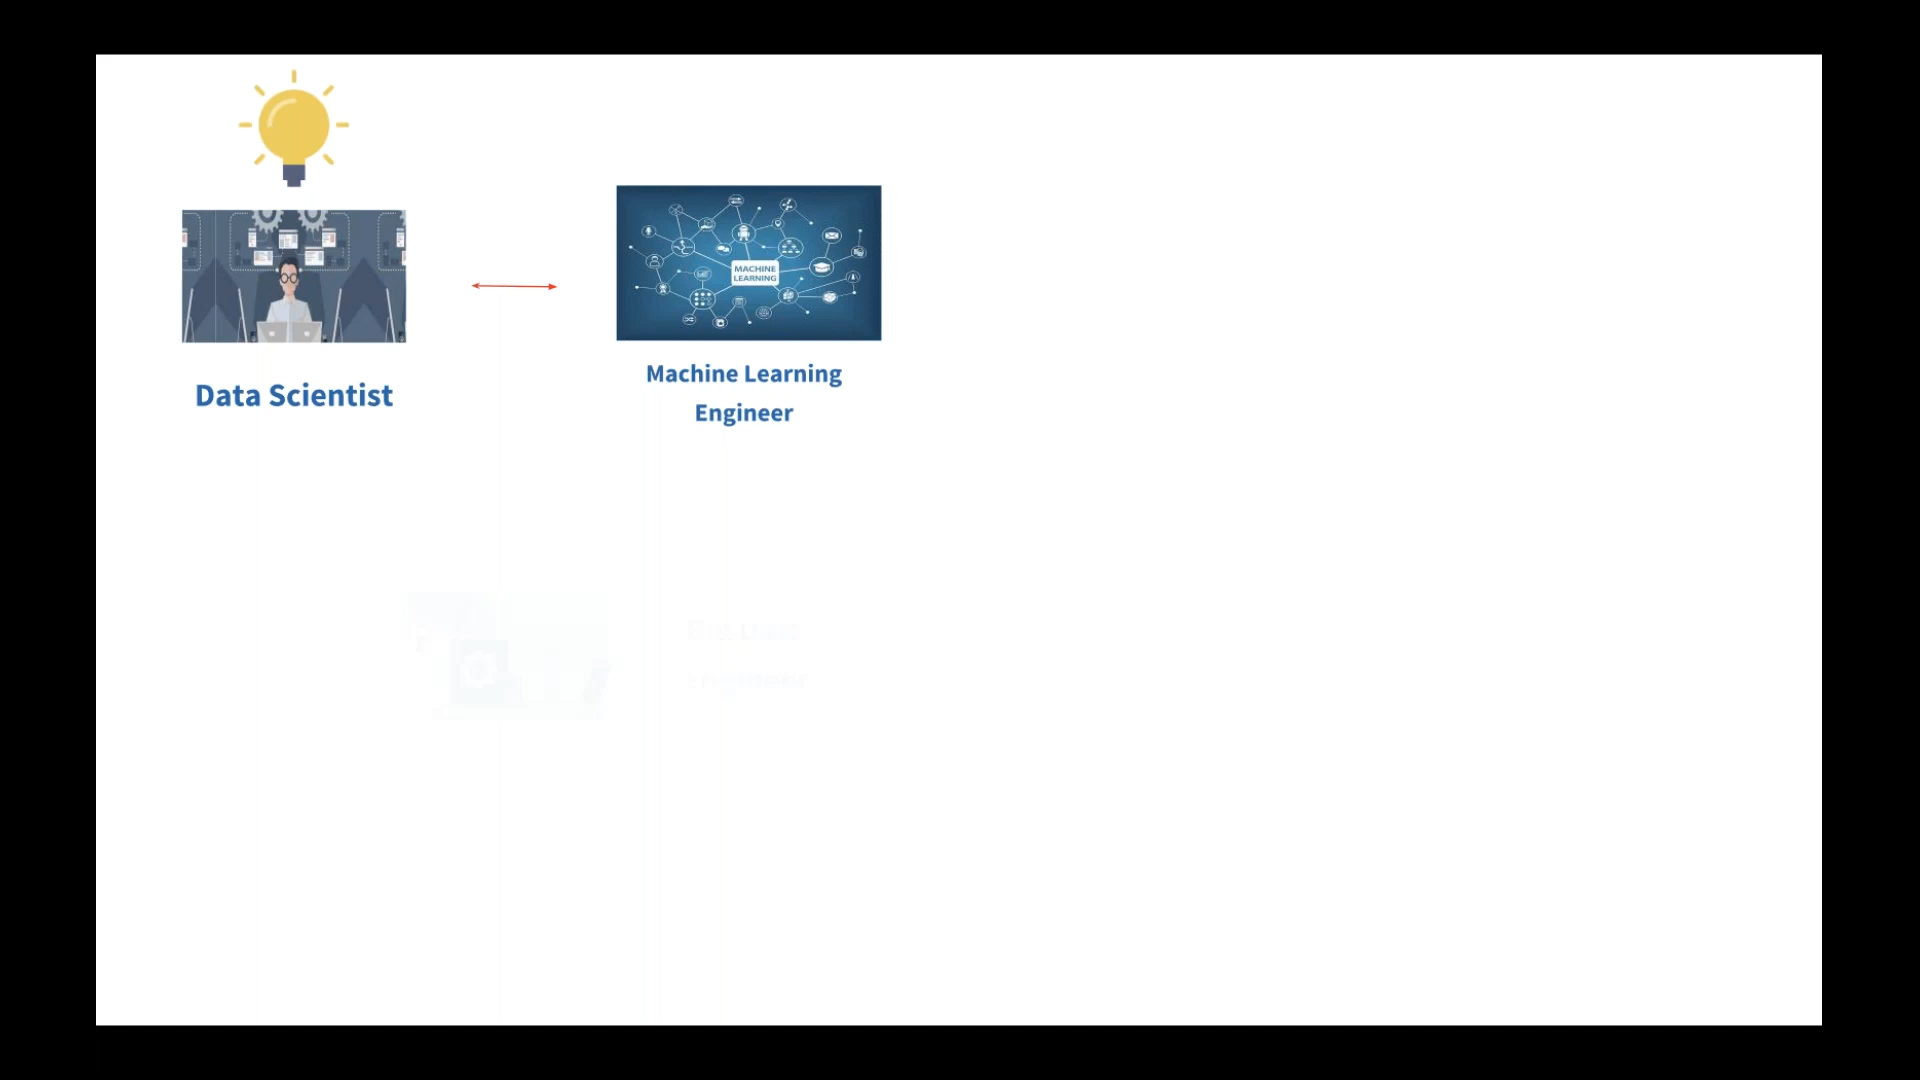 MACHINE
LEARNING
Data Scientist
Machine Learning
Engineer